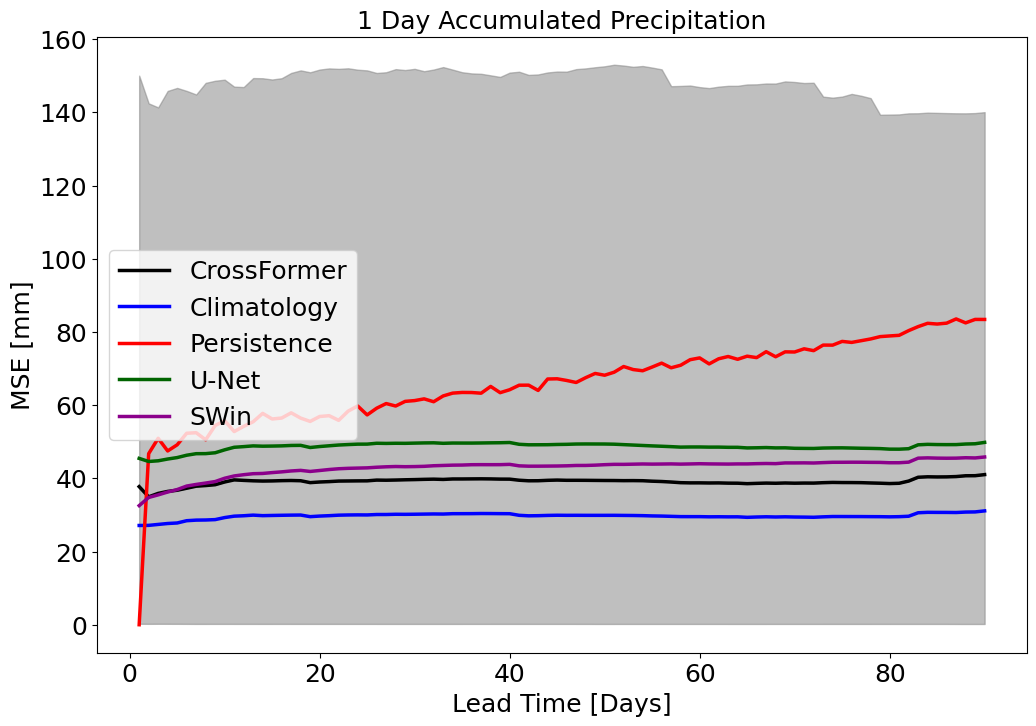 1 Day Accumulated Precipitation
MSE [mm]
160
140
120
100
80
60
40
20
0
CrossFormer
Climatology
Persistence
U-Net
SWin
0 20 40 60 80
Lead Time [Days]